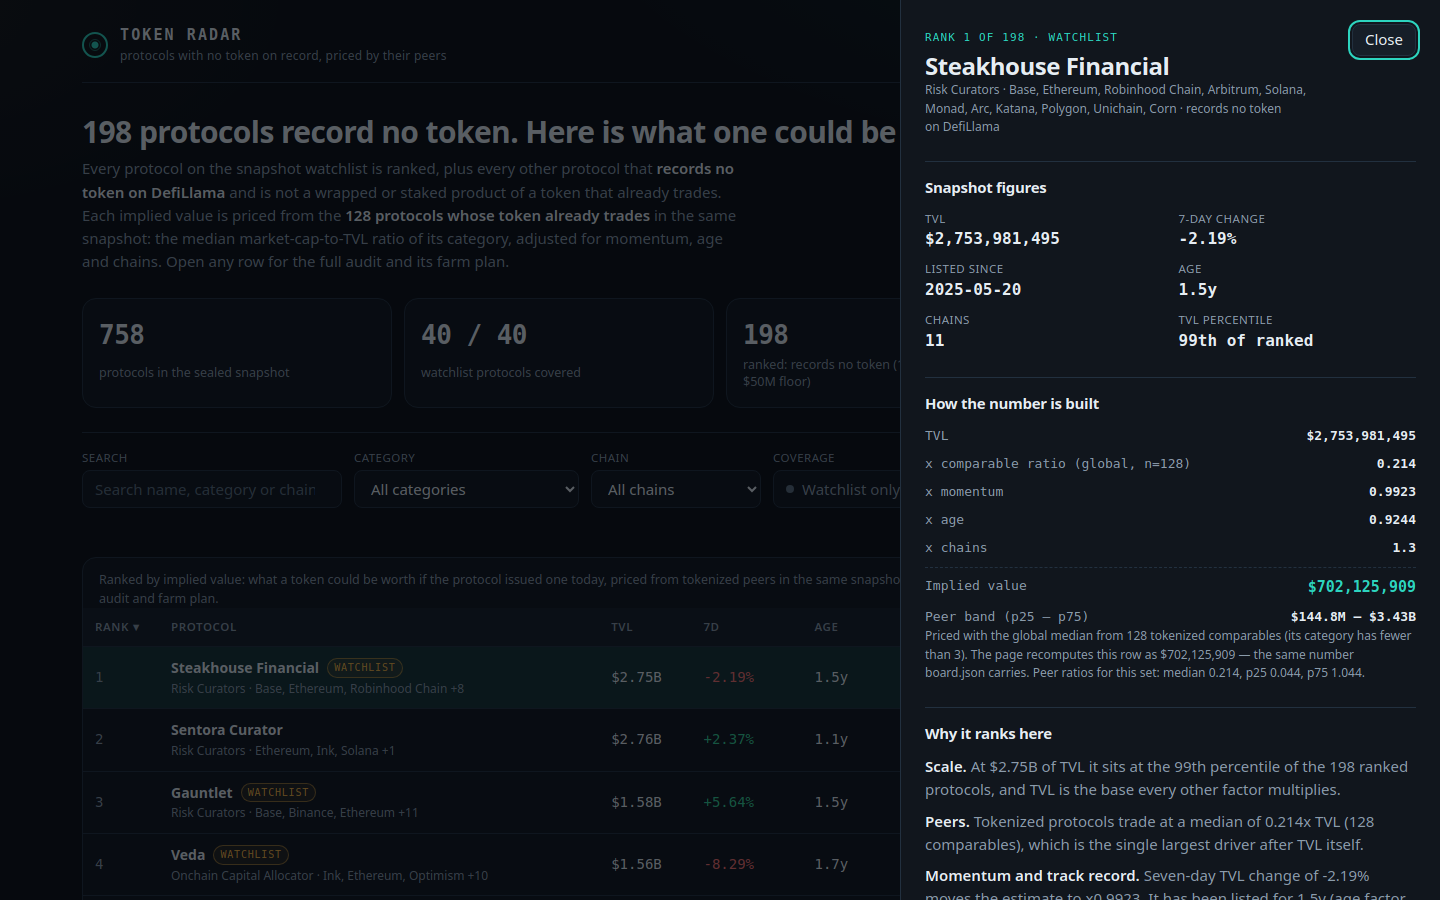 TOKEN RADAR
protocols with no token on record, priced by their peers
198 protocols record no token. Here is what one could be
Every protocol on the snapshot watchlist is ranked, plus every other protocol that records no
token on DefiLlama and is not a wrapped or staked product of a token that already trades.
Each implied value is priced from the 128 protocols whose token already trades in the same
snapshot: the median market-cap-to-TVL ratio of its category, adjusted for momentum, age
and chains. Open any row for the full audit and its farm plan.
758
protocols in the sealed snapshot
40 / 40
watchlist protocols covered
198
ranked: records no token (
$50M floor)
SEARCH
CATEGORY
CHAIN
COVERAGE
Search name, category or chain
All categories
All chains
Watchlist only
Ranked by implied value: what a token could be worth if the protocol issued one today, priced from tokenized peers in the same snapsho
audit and farm plan.
RANK ▼ PROTOCOL TVL 7D AGE
1 Steakhouse Financial WATCHLIST $2.75B -2.19% 1.5y
Risk Curators · Base, Ethereum, Robinhood Chain +8
2 Sentora Curator $2.76B +2.37% 1.1y
Risk Curators · Ethereum, Ink, Solana +1
3 Gauntlet WATCHLIST $1.58B +5.64% 1.5y
Risk Curators · Base, Binance, Ethereum +11
4 Veda WATCHLIST $1.56B -8.29% 1.7y
Onchain Capital Allocator · Ink, Ethereum, Optimism +10
RANK 1 OF 198 · WATCHLIST
Close
Steakhouse Financial
Risk Curators · Base, Ethereum, Robinhood Chain, Arbitrum, Solana,
Monad, Arc, Katana, Polygon, Unichain, Corn · records no token
on DefiLlama
Snapshot figures
TVL
$2,753,981,495
7-DAY CHANGE
-2.19%
LISTED SINCE
2025-05-20
AGE
1.5y
CHAINS
11
TVL PERCENTILE
99th of ranked
How the number is built
TVL $2,753,981,495
x comparable ratio (global, n=128) 0.214
x momentum 0.9923
x age 0.9244
x chains 1.3
Implied value $702,125,909
Peer band (p25 – p75) $144.8M – $3.43B
Priced with the global median from 128 tokenized comparables (its category has fewer
than 3). The page recomputes this row as $702,125,909 — the same number
board.json carries. Peer ratios for this set: median 0.214, p25 0.044, p75 1.044.
Why it ranks here
Scale. At $2.75B of TVL it sits at the 99th percentile of the 198 ranked
protocols, and TVL is the base every other factor multiplies.
Peers. Tokenized protocols trade at a median of 0.214x TVL (128
comparables), which is the single largest driver after TVL itself.
Momentum and track record. Seven-day TVL change of -2.19%
moves the estimate to x0.9923. It has been listed for 1.5y (age factor